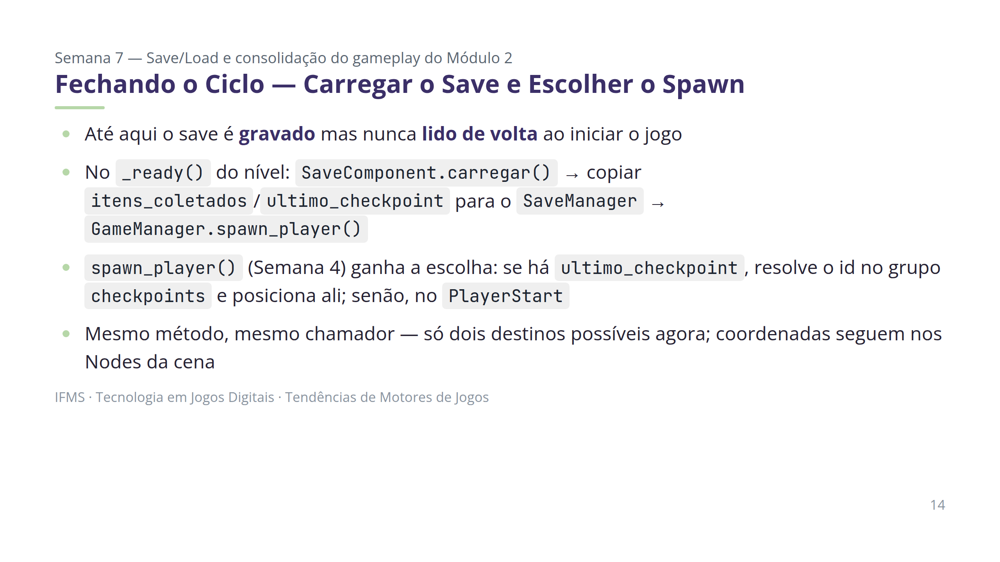 Semana 7 — Save/Load e consolidação do gameplay do Módulo 2
Fechando o Ciclo — Carregar o Save e Escolher o Spawn
Até aqui o save é gravado mas nunca lido de volta ao iniciar o jogo
No _ready() do nível: SaveComponent.carregar() → copiar
itens_coletados/ultimo_checkpoint para o SaveManager →
GameManager.spawn_player()
spawn_player() (Semana 4) ganha a escolha: se há ultimo_checkpoint, resolve o id no grupo
checkpoints e posiciona ali; senão, no PlayerStart
Mesmo método, mesmo chamador — só dois destinos possíveis agora; coordenadas seguem nos
Nodes da cena
IFMS · Tecnologia em Jogos Digitais · Tendências de Motores de Jogos
14